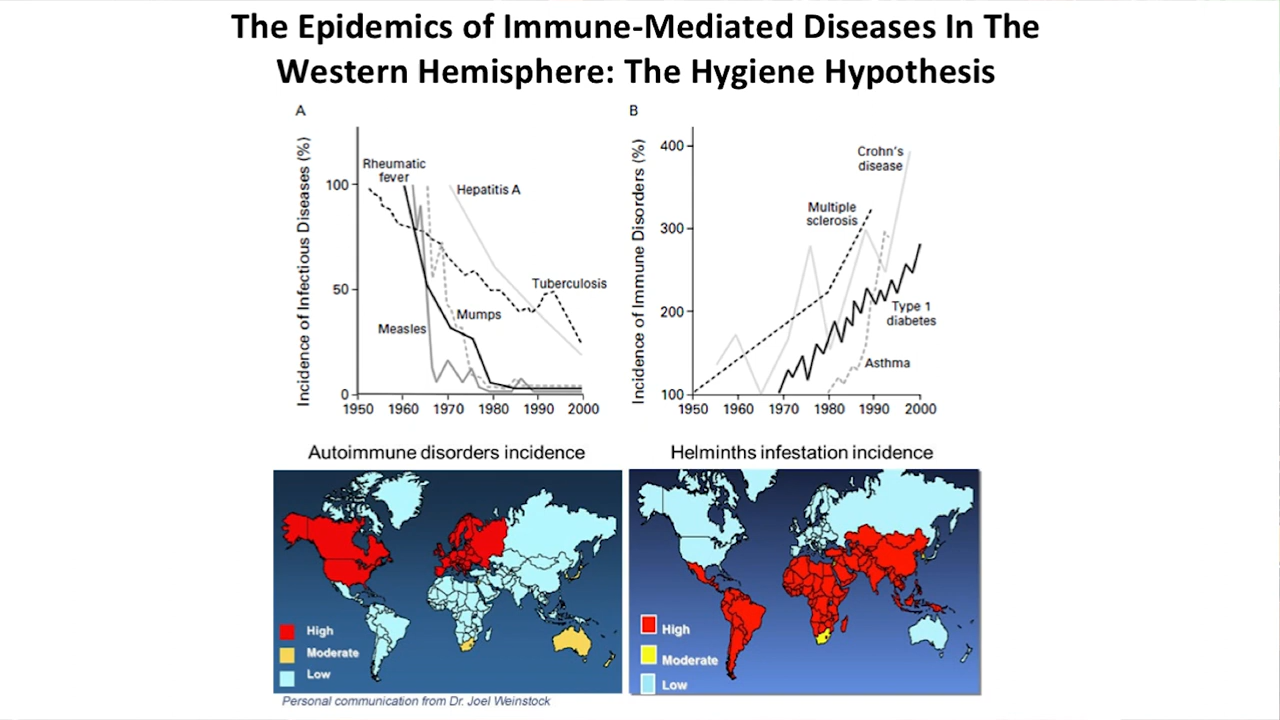 The Epidemics of Immune-Mediated Diseases In The
Western Hemisphere: The Hygiene Hypothesis
A
Incidence of Infectious Diseases (%)
100
50
0
Rheumatic
fever
Hepatitis A
Tuberculosis
Mumps
Measles
1950 1960 1970 1980 1990 2000
B
Incidence of Immune Disorders (%)
400
300
200
100
Crohn's
disease
Multiple
sclerosis
Type 1
diabetes
Asthma
1950 1960 1970 1980 1990 2000
Autoimmune disorders incidence
High
Moderate
Low
Personal communication from Dr. Joel Weinstock
Helminths infestation incidence
High
Moderate
Low